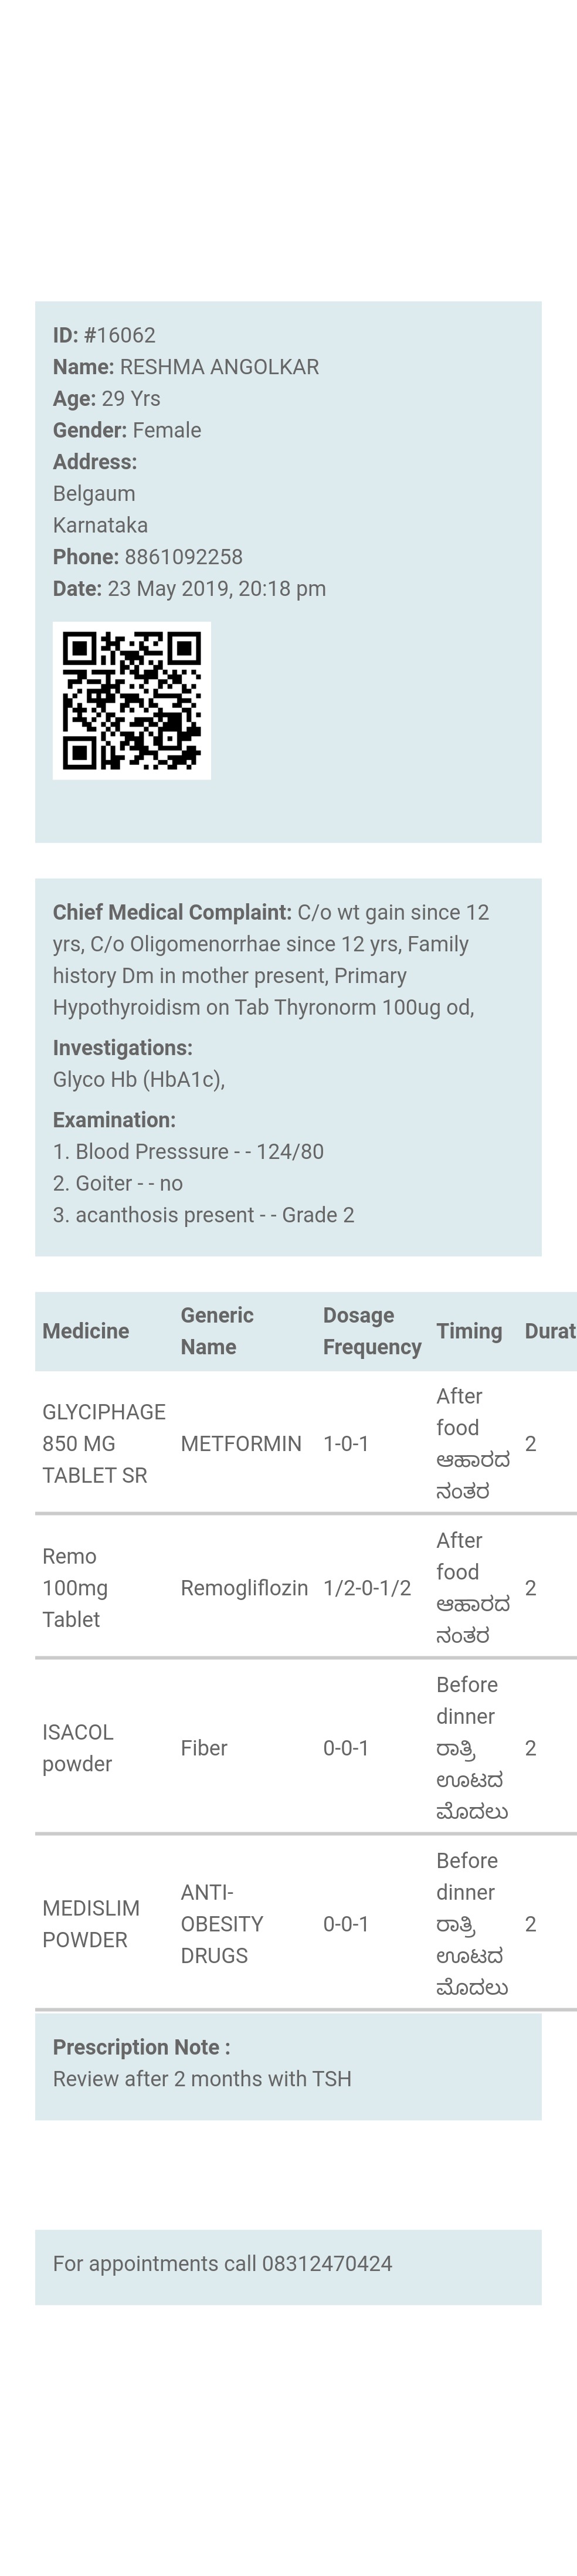 ID: #16062
Name: RESHMA ANGOLKAR
Age: 29 Yrs
Gender: Female
Address:
Belgaum
Karnataka
Phone: 8861092258
Date: 23 May 2019, 20:18 pm
Chief Medical Complaint: C/o wt gain since 12
yrs, C/o Oligomenorrhae since 12 yrs, Family
history Dm in mother present, Primary
Hypothyroidism on Tab Thyronorm 100ug od,
Investigations:
Glyco Hb (HbA1c),
Examination:
1. Blood Presssure - - 124/80
2. Goiter - - no
3. acanthosis present - - Grade 2
Medicine Generic Name Dosage Frequency Timing Durat
GLYCIPHAGE 850 MG TABLET SR METFORMIN 1-0-1 After food ಆಹಾರದ ನಂತರ 2
Remo 100mg Tablet Remogliflozin 1/2-0-1/2 After food ಆಹಾರದ ನಂತರ 2
ISACOL powder Fiber 0-0-1 Before dinner ರಾತ್ರಿ ಊಟದ ಮೊದಲು 2
MEDISLIM POWDER ANTI-OBESITY DRUGS 0-0-1 Before dinner ರಾತ್ರಿ ಊಟದ ಮೊದಲು 2
Prescription Note :
Review after 2 months with TSH
For appointments call 08312470424